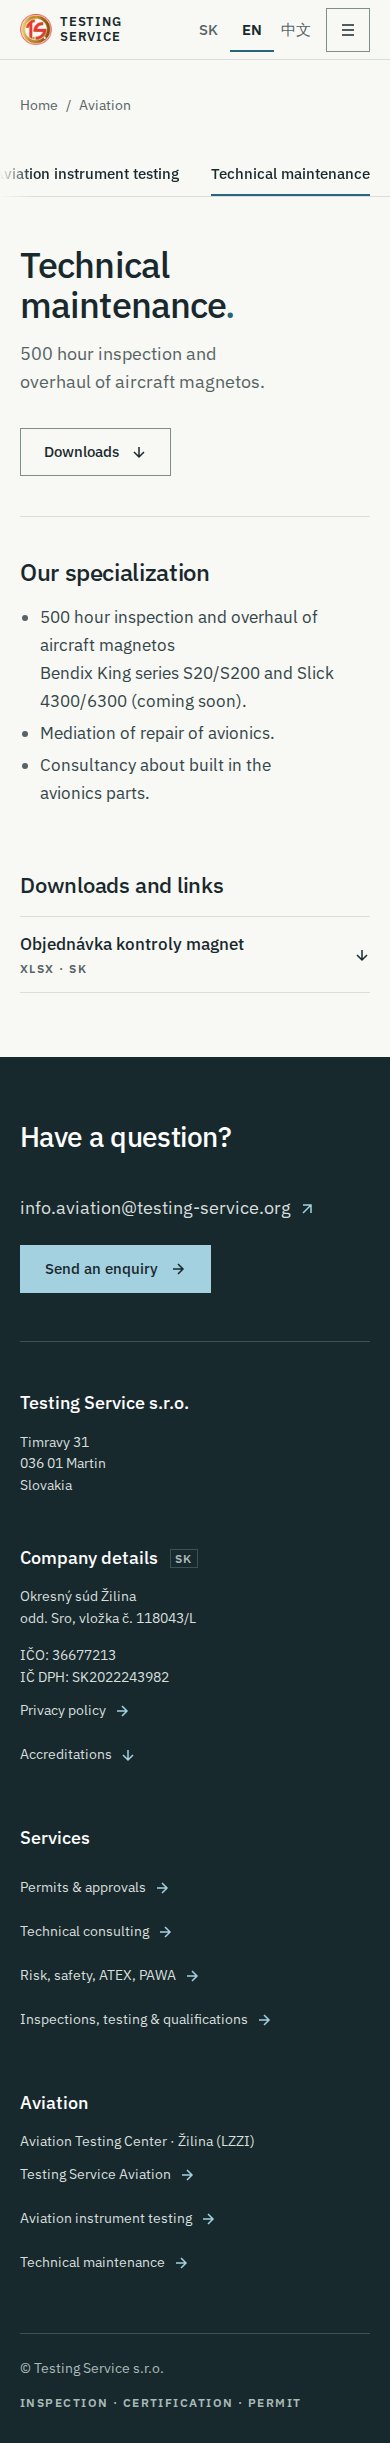 TESTING
SERVICE
SK EN 中文
Home / Aviation
viation instrument testing Technical maintenance
Technical
maintenance.
500 hour inspection and
overhaul of aircraft magnetos.
Downloads ↓
Our specialization
• 500 hour inspection and overhaul of
aircraft magnetos
Bendix King series S20/S200 and Slick
4300/6300 (coming soon).
• Mediation of repair of avionics.
• Consultancy about built in the
avionics parts.
Downloads and links
Objednávka kontroly magnet ↓
XLSX · SK
Have a question?
info.aviation@testing-service.org ↗
Send an enquiry →
Testing Service s.r.o.
Timravy 31
036 01 Martin
Slovakia
Company details SK
Okresný súd Žilina
odd. Sro, vložka č. 118043/L
IČO: 36677213
IČ DPH: SK2022243982
Privacy policy →
Accreditations ↓
Services
Permits & approvals →
Technical consulting →
Risk, safety, ATEX, PAWA →
Inspections, testing & qualifications →
Aviation
Aviation Testing Center · Žilina (LZZI)
Testing Service Aviation →
Aviation instrument testing →
Technical maintenance →
© Testing Service s.r.o.
INSPECTION · CERTIFICATION · PERMIT